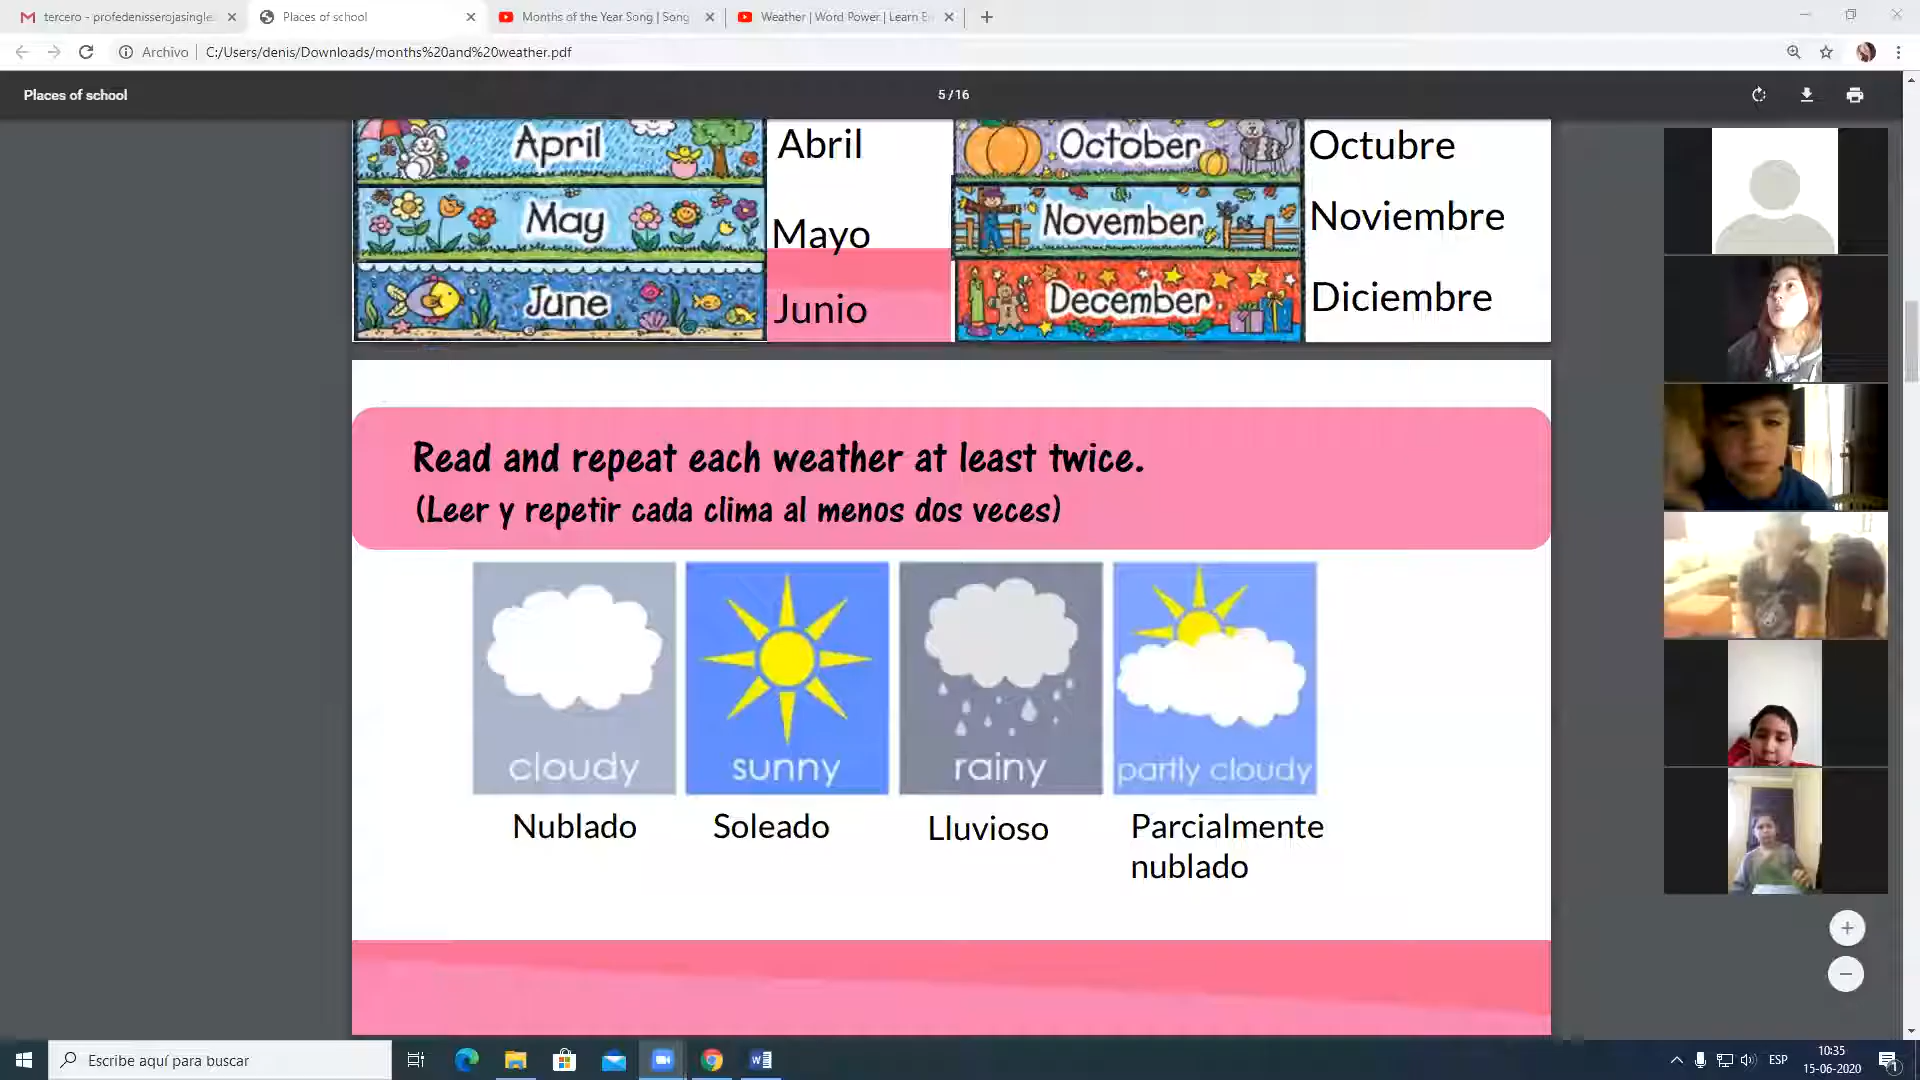 tercero - profedenisserojasingle
Places of school
Months of the Year Song | Song
Weather | Word Power | Learn E
Archivo
C:/Users/denis/Downloads/months%20and%20weather.pdf
Places of school
5 / 16
April
Abril
October
Octubre
May
Mayo
November
Noviembre
June
Junio
December
Diciembre
Read and repeat each weather at least twice.
(Leer y repetir cada clima al menos dos veces)
cloudy
sunny
rainy
partly cloudy
Nublado
Soleado
Lluvioso
Parcialmente
nublado
Escribe aquí para buscar
ESP
10:35
15-06-2020